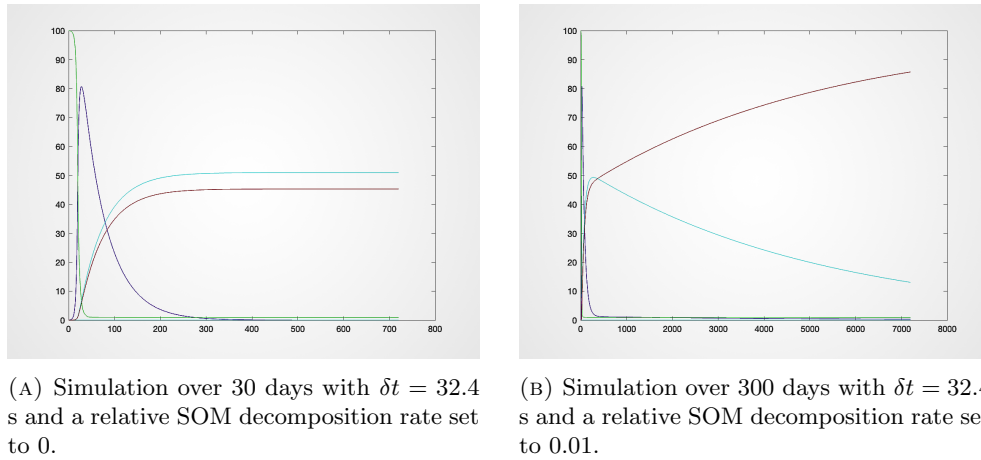 100
90
80
70
60
50
40
30
20
10
0
0 100 200 300 400 500 600 700 800
100
90
80
70
60
50
40
30
20
10
0
0 1000 2000 3000 4000 5000 6000 7000 8000
(A) Simulation over 30 days with δt = 32.4
s and a relative SOM decomposition rate set
to 0.
(B) Simulation over 300 days with δt = 32.
s and a relative SOM decomposition rate se
to 0.01.